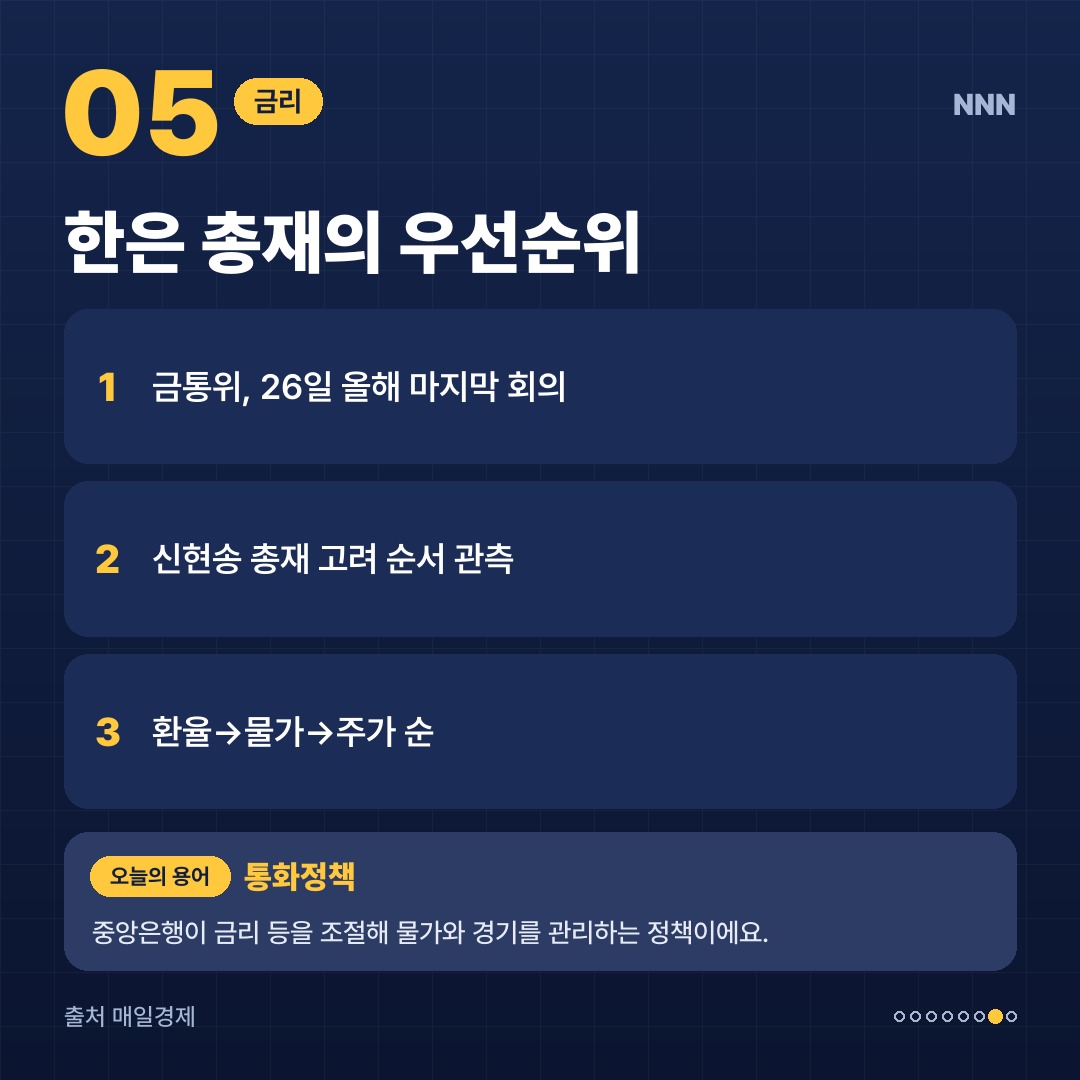 05 금리
NNN
한은 총재의 우선순위
1 금통위, 26일 올해 마지막 회의
2 신현송 총재 고려 순서 관측
3 환율→물가→주가 순
오늘의 용어 통화정책
중앙은행이 금리 등을 조절해 물가와 경기를 관리하는 정책이에요.
출처 매일경제